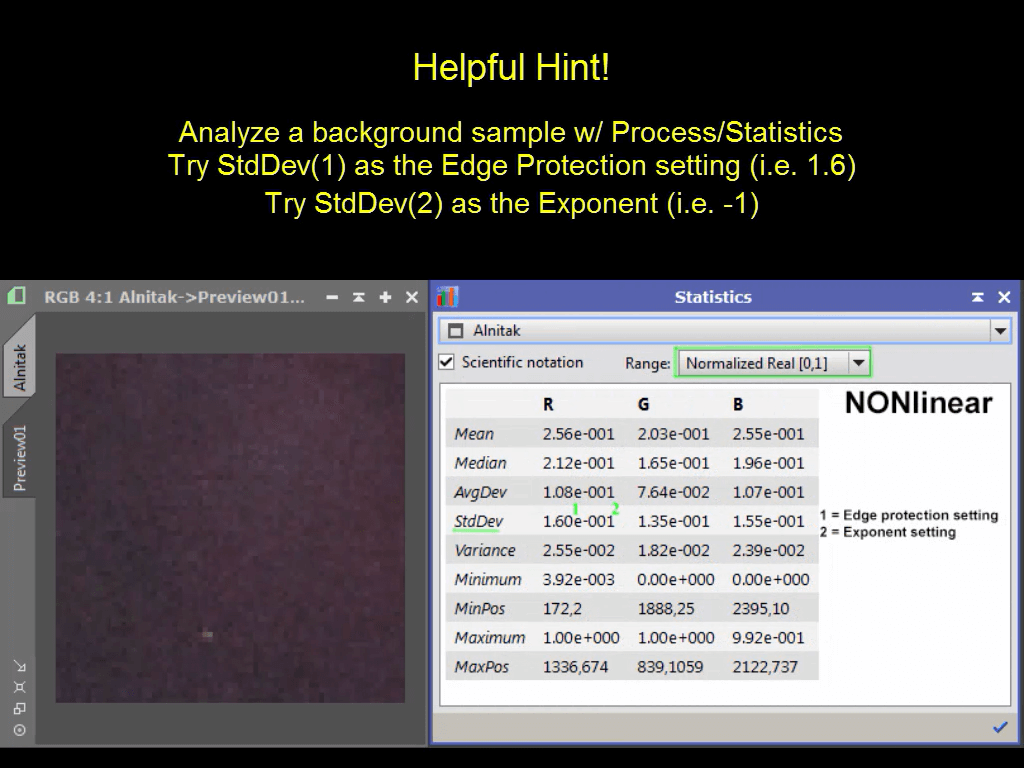 Helpful Hint!
Analyze a background sample w/ Process/Statistics
Try StdDev(1) as the Edge Protection setting (i.e. 1.6)
Try StdDev(2) as the Exponent (i.e. -1)
RGB 4:1 Alnitak->Preview01...
Alnitak
Preview01
Statistics
Alnitak
Scientific notation Range: Normalized Real [0,1]
NONlinear
R G B
Mean 2.56e-001 2.03e-001 2.55e-001
Median 2.12e-001 1.65e-001 1.96e-001
AvgDev 1.08e-001 7.64e-002 1.07e-001
1 2
StdDev 1.60e-001 1.35e-001 1.55e-001
1 = Edge protection setting
2 = Exponent setting
Variance 2.55e-002 1.82e-002 2.39e-002
Minimum 3.92e-003 0.00e+000 0.00e+000
MinPos 172,2 1888,25 2395,10
Maximum 1.00e+000 1.00e+000 9.92e-001
MaxPos 1336,674 839,1059 2122,737